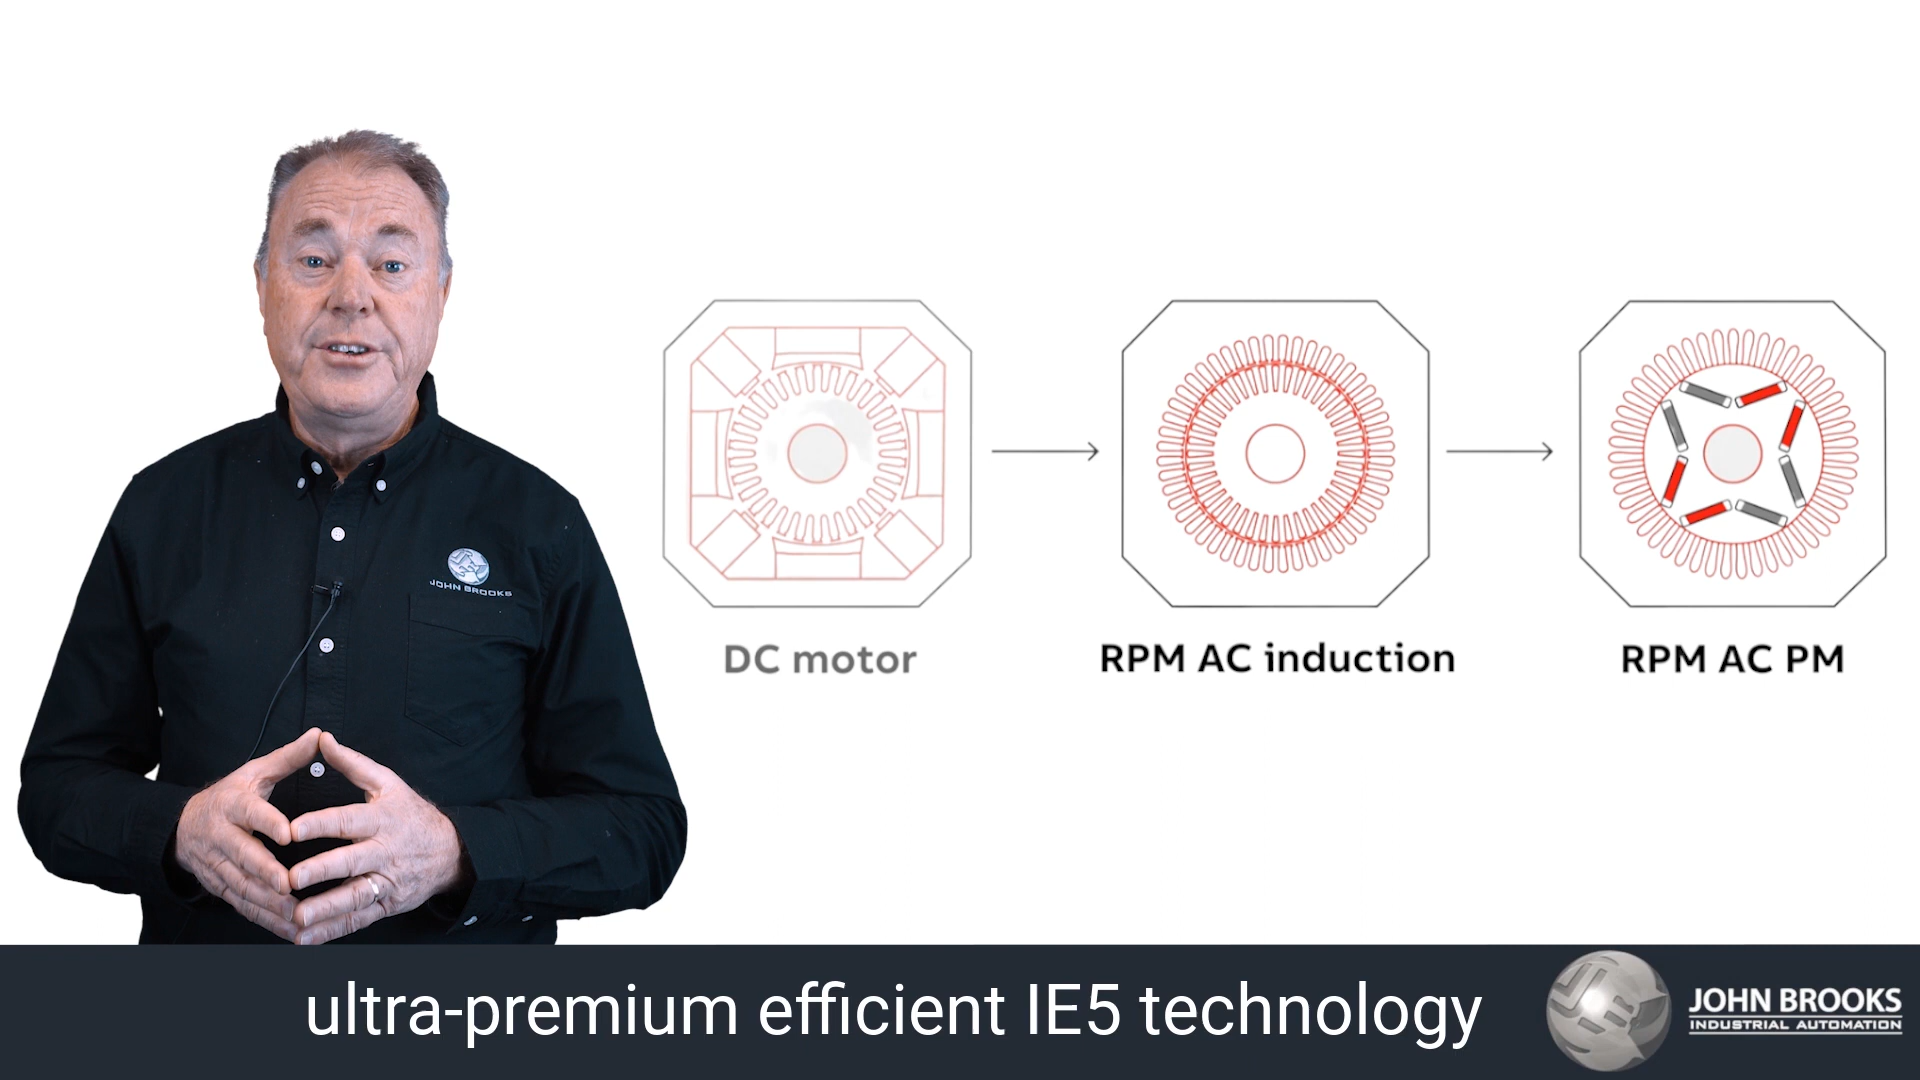 JOHN BROOKS
DC motor
RPM AC induction
RPM AC PM
ultra-premium efficient IE5 technology
JOHN BROOKS
INDUSTRIAL AUTOMATION